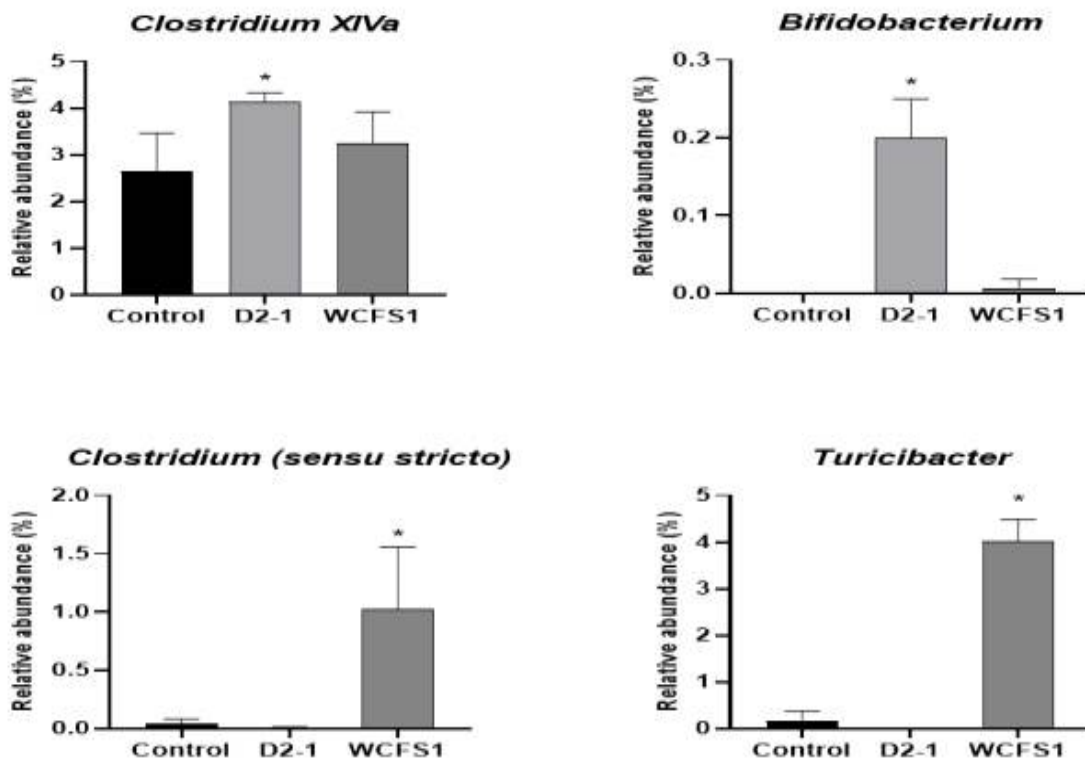 Clostridium XIVa
Relative abundance (%)
5
4
3
2
1
0
*
Control D2-1 WCFS1
Bifidobacterium
Relative abundance (%)
0.3
0.2
0.1
0.0
*
Control D2-1 WCFS1
Clostridium (sensu stricto)
Relative abundance (%)
2.0
1.5
1.0
0.5
0.0
*
Control D2-1 WCFS1
Turicibacter
Relative abundance (%)
5
4
3
2
1
0
*
Control D2-1 WCFS1